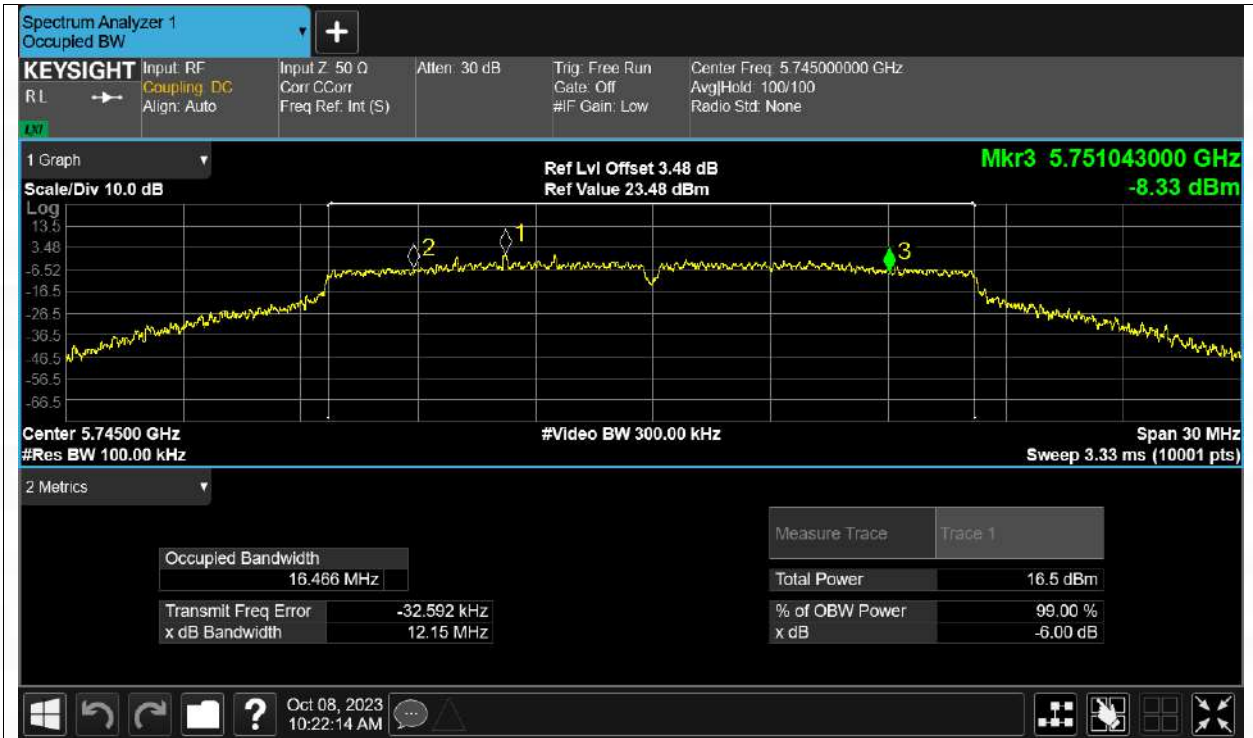 Spectrum Analyzer 1
Occupied BW
KEYSIGHT
RL
LXI
Input: RF
Coupling: DC
Align: Auto
Input Z: 50 Ω
Corr CCorr
Freq Ref: Int (S)
Atten: 30 dB
Trig: Free Run
Gate: Off
#IF Gain: Low
Center Freq: 5.745000000 GHz
Avg|Hold: 100/100
Radio Std: None
1 Graph
Scale/Div 10.0 dB
Ref Lvl Offset 3.48 dB
Ref Value 23.48 dBm
Mkr3 5.751043000 GHz
-8.33 dBm
Log
13.5
3.48
-6.52
-16.5
-26.5
-36.5
-46.5
-56.5
-66.5
2
1
3
Center 5.74500 GHz
#Video BW 300.00 kHz
Span 30 MHz
#Res BW 100.00 kHz
Sweep 3.33 ms (10001 pts)
2 Metrics
Measure Trace Trace 1
Occupied Bandwidth
16.466 MHz
Total Power 16.5 dBm
Transmit Freq Error -32.592 kHz
% of OBW Power 99.00 %
x dB Bandwidth 12.15 MHz
x dB -6.00 dB
?
Oct 08, 2023
10:22:14 AM